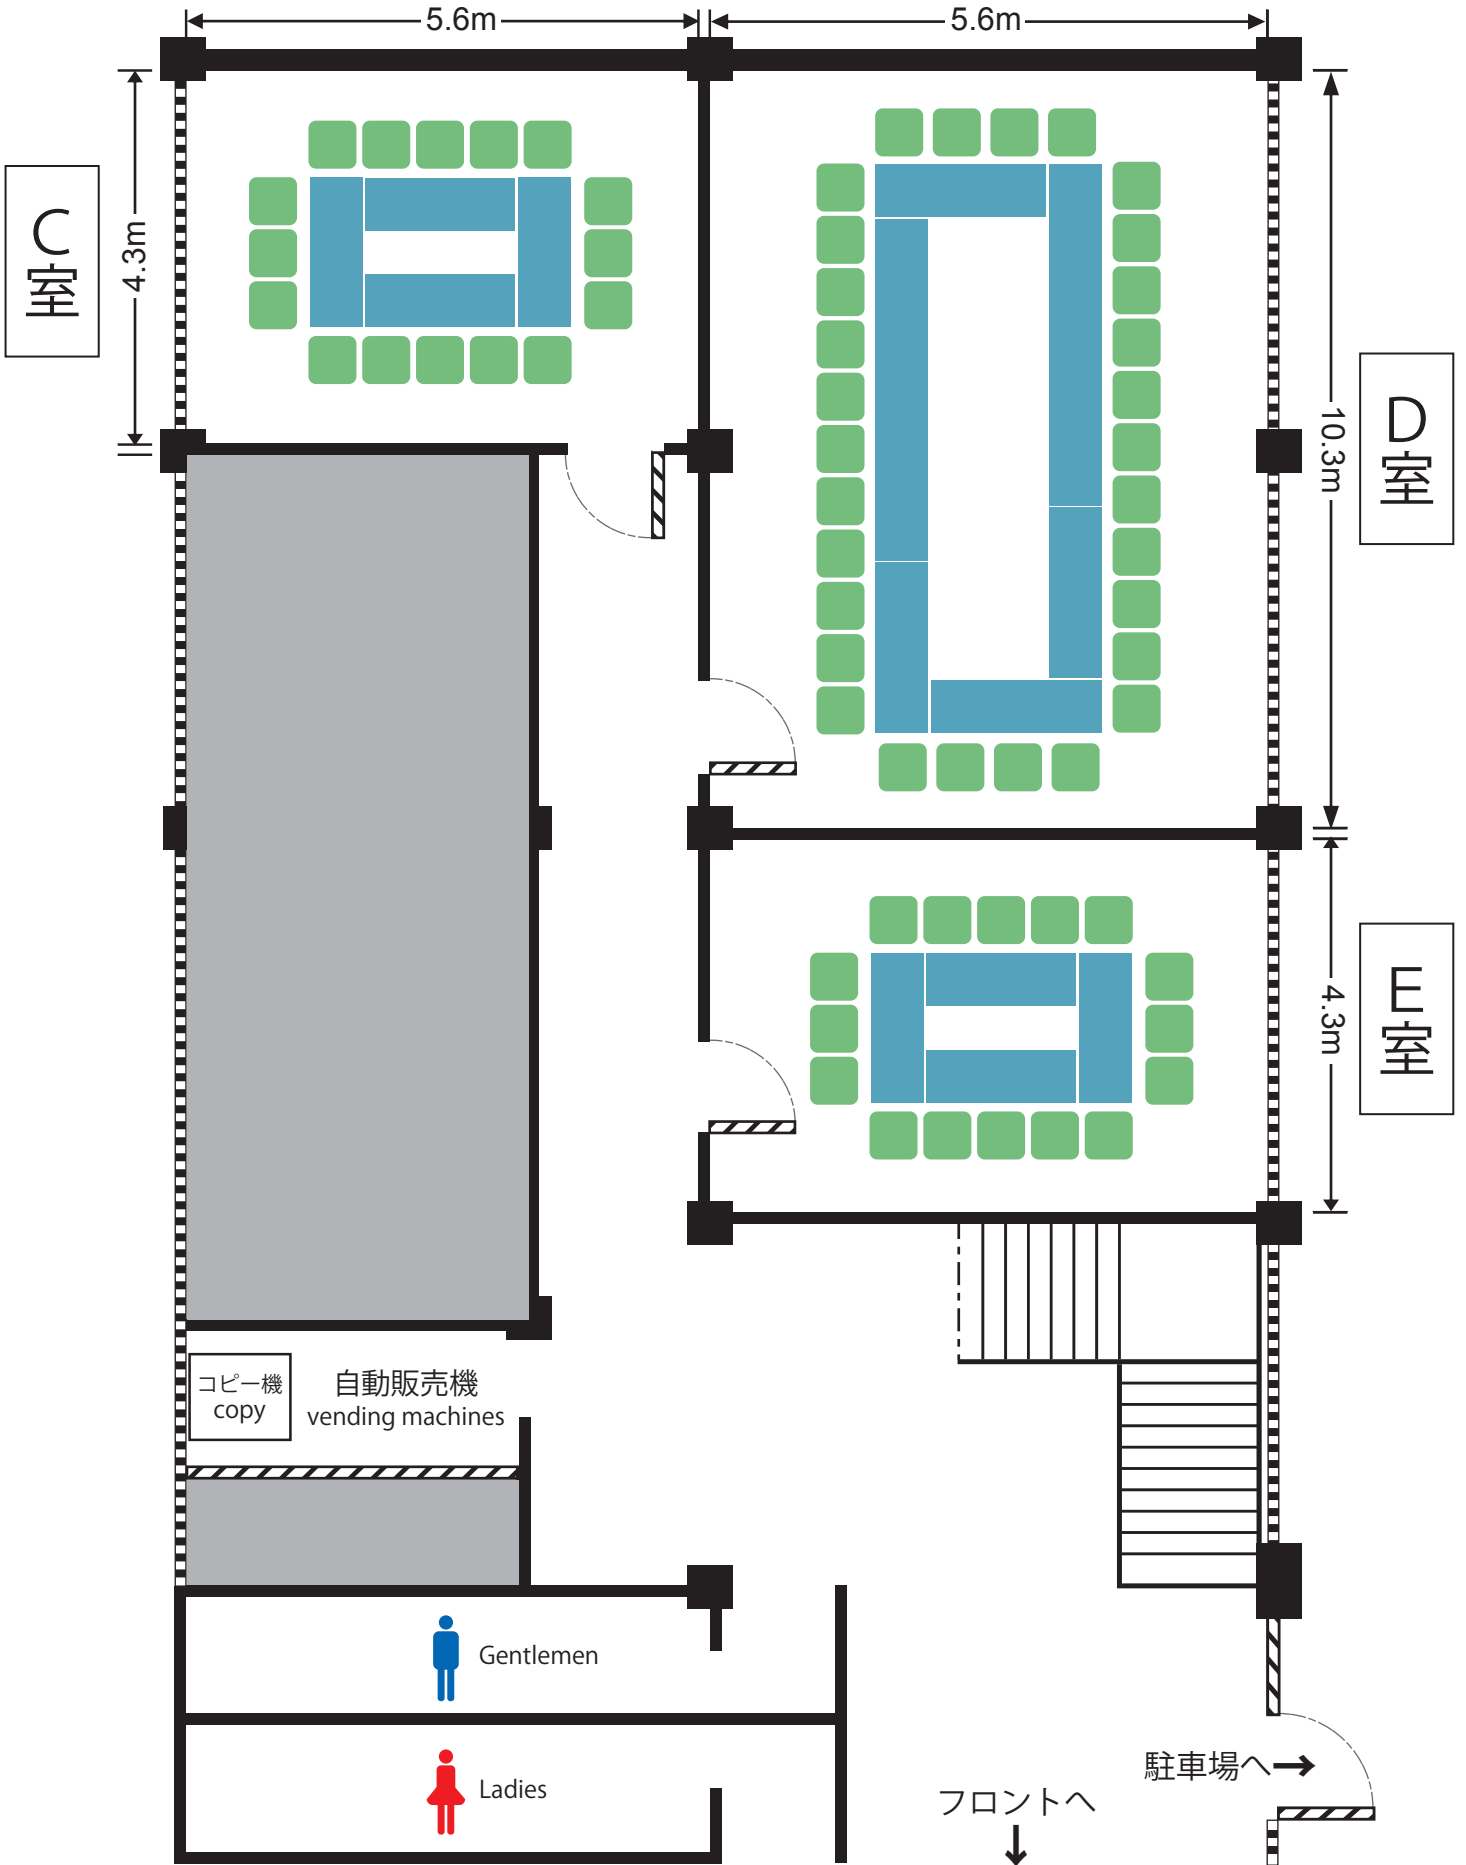 5.6m
5.6m
C室
4.3m
10.3m
D室
4.3m
E室
コピー機
copy
自動販売機
vending machines
Gentlemen
Ladies
駐車場へ→
フロントへ
↓